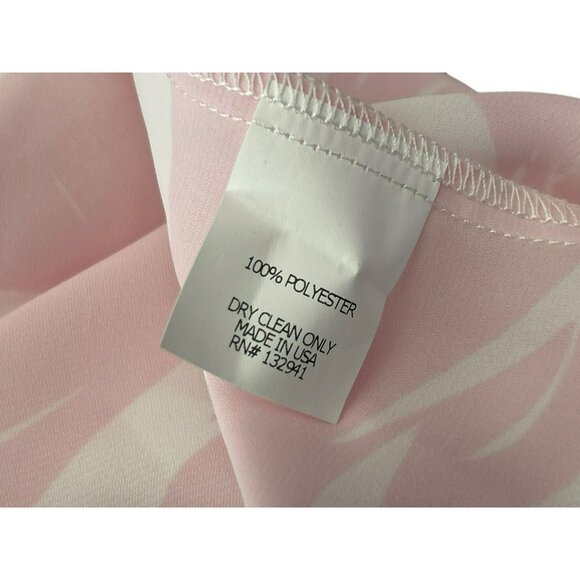 100% POLYESTER
DRY CLEAN ONLY
MADE IN USA
RN# 132941